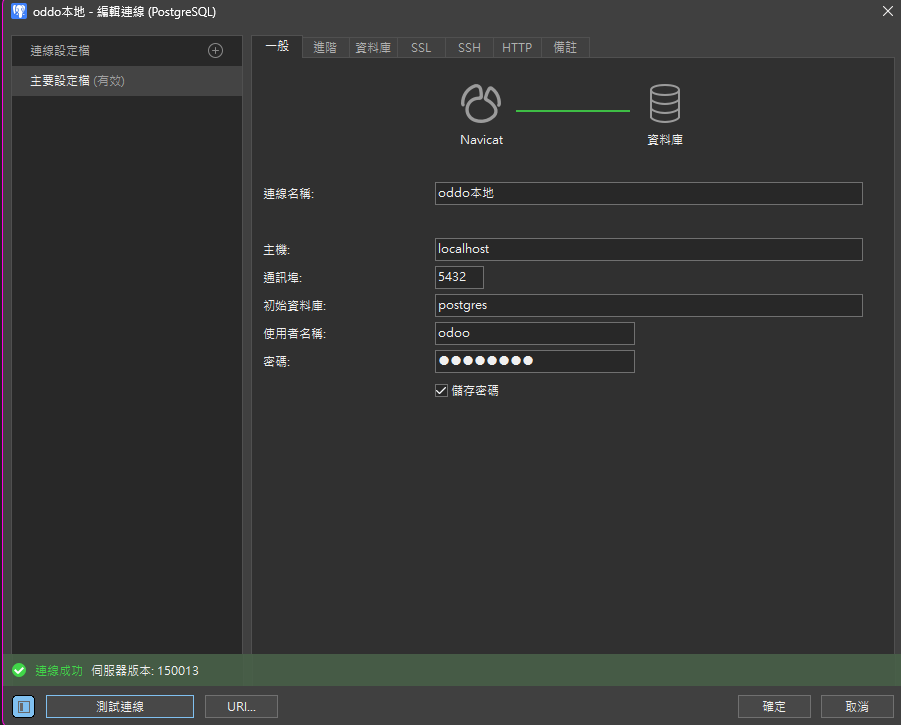 oddo本地 - 編輯連線 (PostgreSQL)
連線設定檔
主要設定檔 (有效)
一般 進階 資料庫 SSL SSH HTTP 備註
Navicat 資料庫
連線名稱: oddo本地
主機: localhost
通訊埠: 5432
初始資料庫: postgres
使用者名稱: odoo
密碼: ●●●●●●●●
儲存密碼
連線成功 伺服器版本: 150013
測試連線 URI... 確定 取消